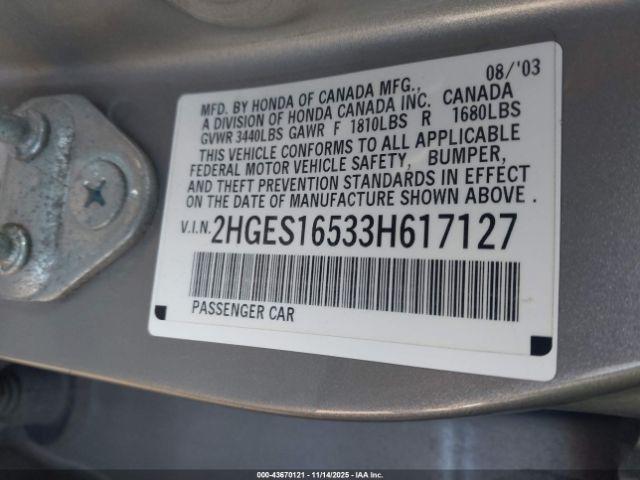 08/'03
MFD. BY HONDA OF CANADA MFG.,
A DIVISION OF HONDA CANADA INC. CANADA
GVWR 3440LBS GAWR F 1810LBS R 1680LBS
THIS VEHICLE CONFORMS TO ALL APPLICABLE
FEDERAL MOTOR VEHICLE SAFETY, BUMPER,
AND THEFT PREVENTION STANDARDS IN EFFECT
ON THE DATE OF MANUFACTURE SHOWN ABOVE.
V.I.N. 2HGES16533H617127
PASSENGER CAR
000-43670121 - 11/14/2025 - IAAI, Inc.